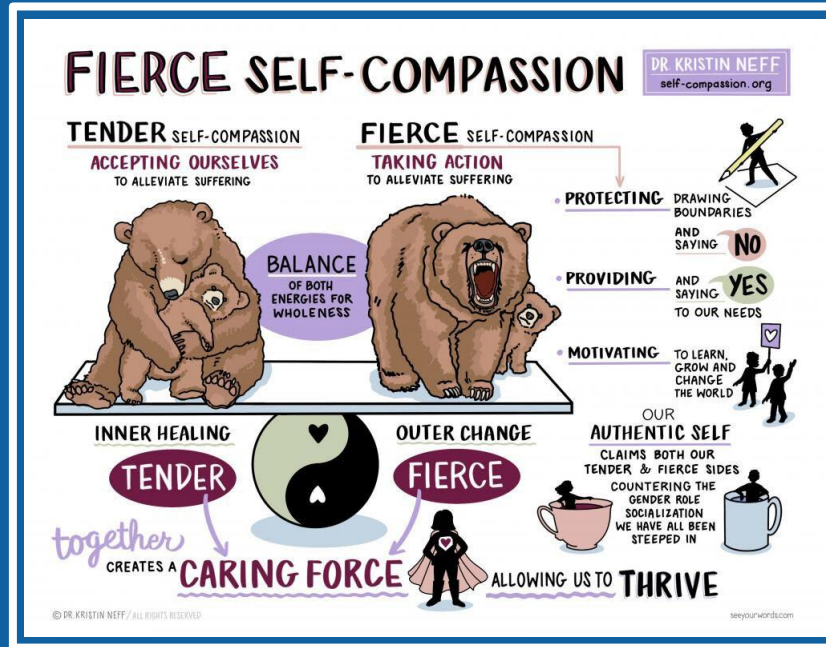 FIERCE SELF-COMPASSION
DR. KRISTIN NEFF
self-compassion.org
TENDER SELF-COMPASSION
ACCEPTING OURSELVES
TO ALLEVIATE SUFFERING
FIERCE SELF-COMPASSION
TAKING ACTION
TO ALLEVIATE SUFFERING
BALANCE
OF BOTH
ENERGIES FOR
WHOLENESS
• PROTECTING DRAWING
BOUNDARIES
AND
SAYING NO
• PROVIDING AND
SAYING YES
TO OUR NEEDS
• MOTIVATING TO LEARN,
GROW AND
CHANGE
THE WORLD
INNER HEALING
TENDER
OUTER CHANGE
FIERCE
OUR
AUTHENTIC SELF
CLAIMS BOTH OUR
TENDER & FIERCE SIDES
COUNTERING THE
GENDER ROLE
SOCIALIZATION
WE HAVE ALL BEEN
STEEPED IN
together
CREATES A CARING FORCE ALLOWING US TO THRIVE
© DR. KRISTIN NEFF / ALL RIGHTS RESERVED
seeyourwords.com